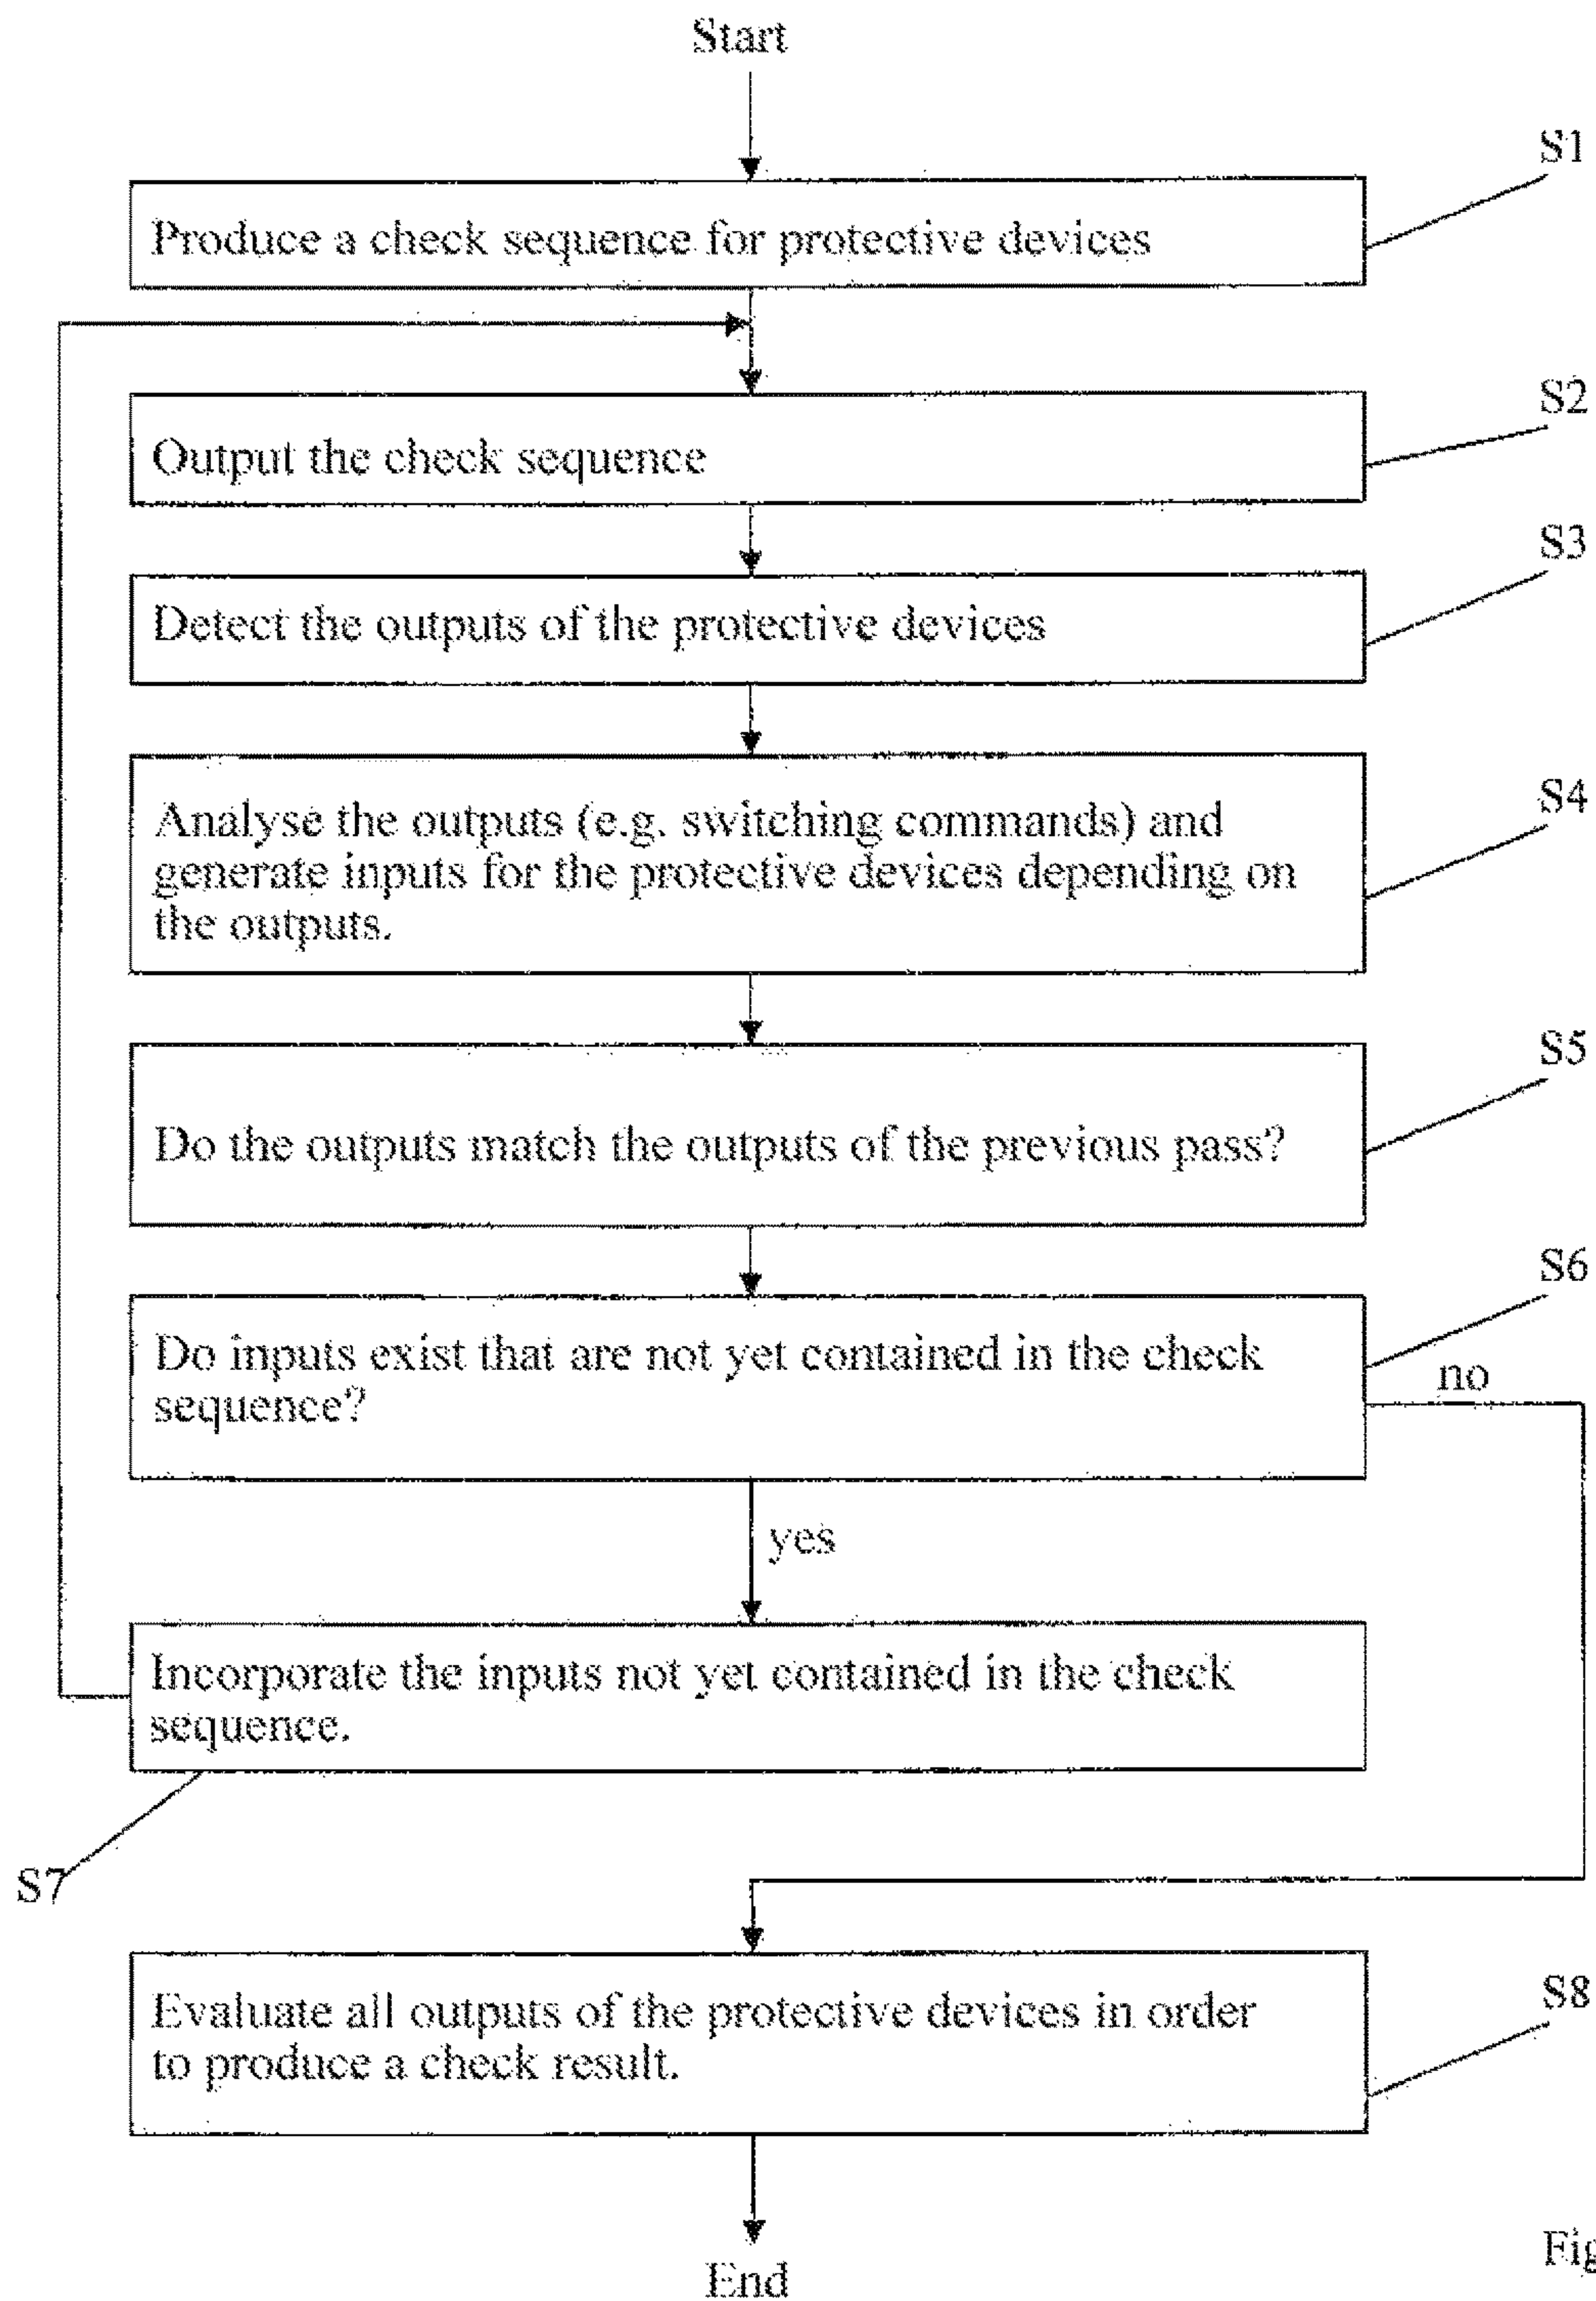 Start
S1
Produce a check sequence for protective devices
S2
Output the check sequence
S3
Detect the outputs of the protective devices
S4
Analyse the outputs (e.g. switching commands) and
generate inputs for the protective devices depending on
the outputs.
S5
Do the outputs match the outputs of the previous pass?
S6
Do inputs exist that are not yet contained in the check
sequence?
no
yes
Incorporate the inputs not yet contained in the check
sequence.
S7
S8
Evaluate all outputs of the protective devices in order
to produce a check result.
End
Fig